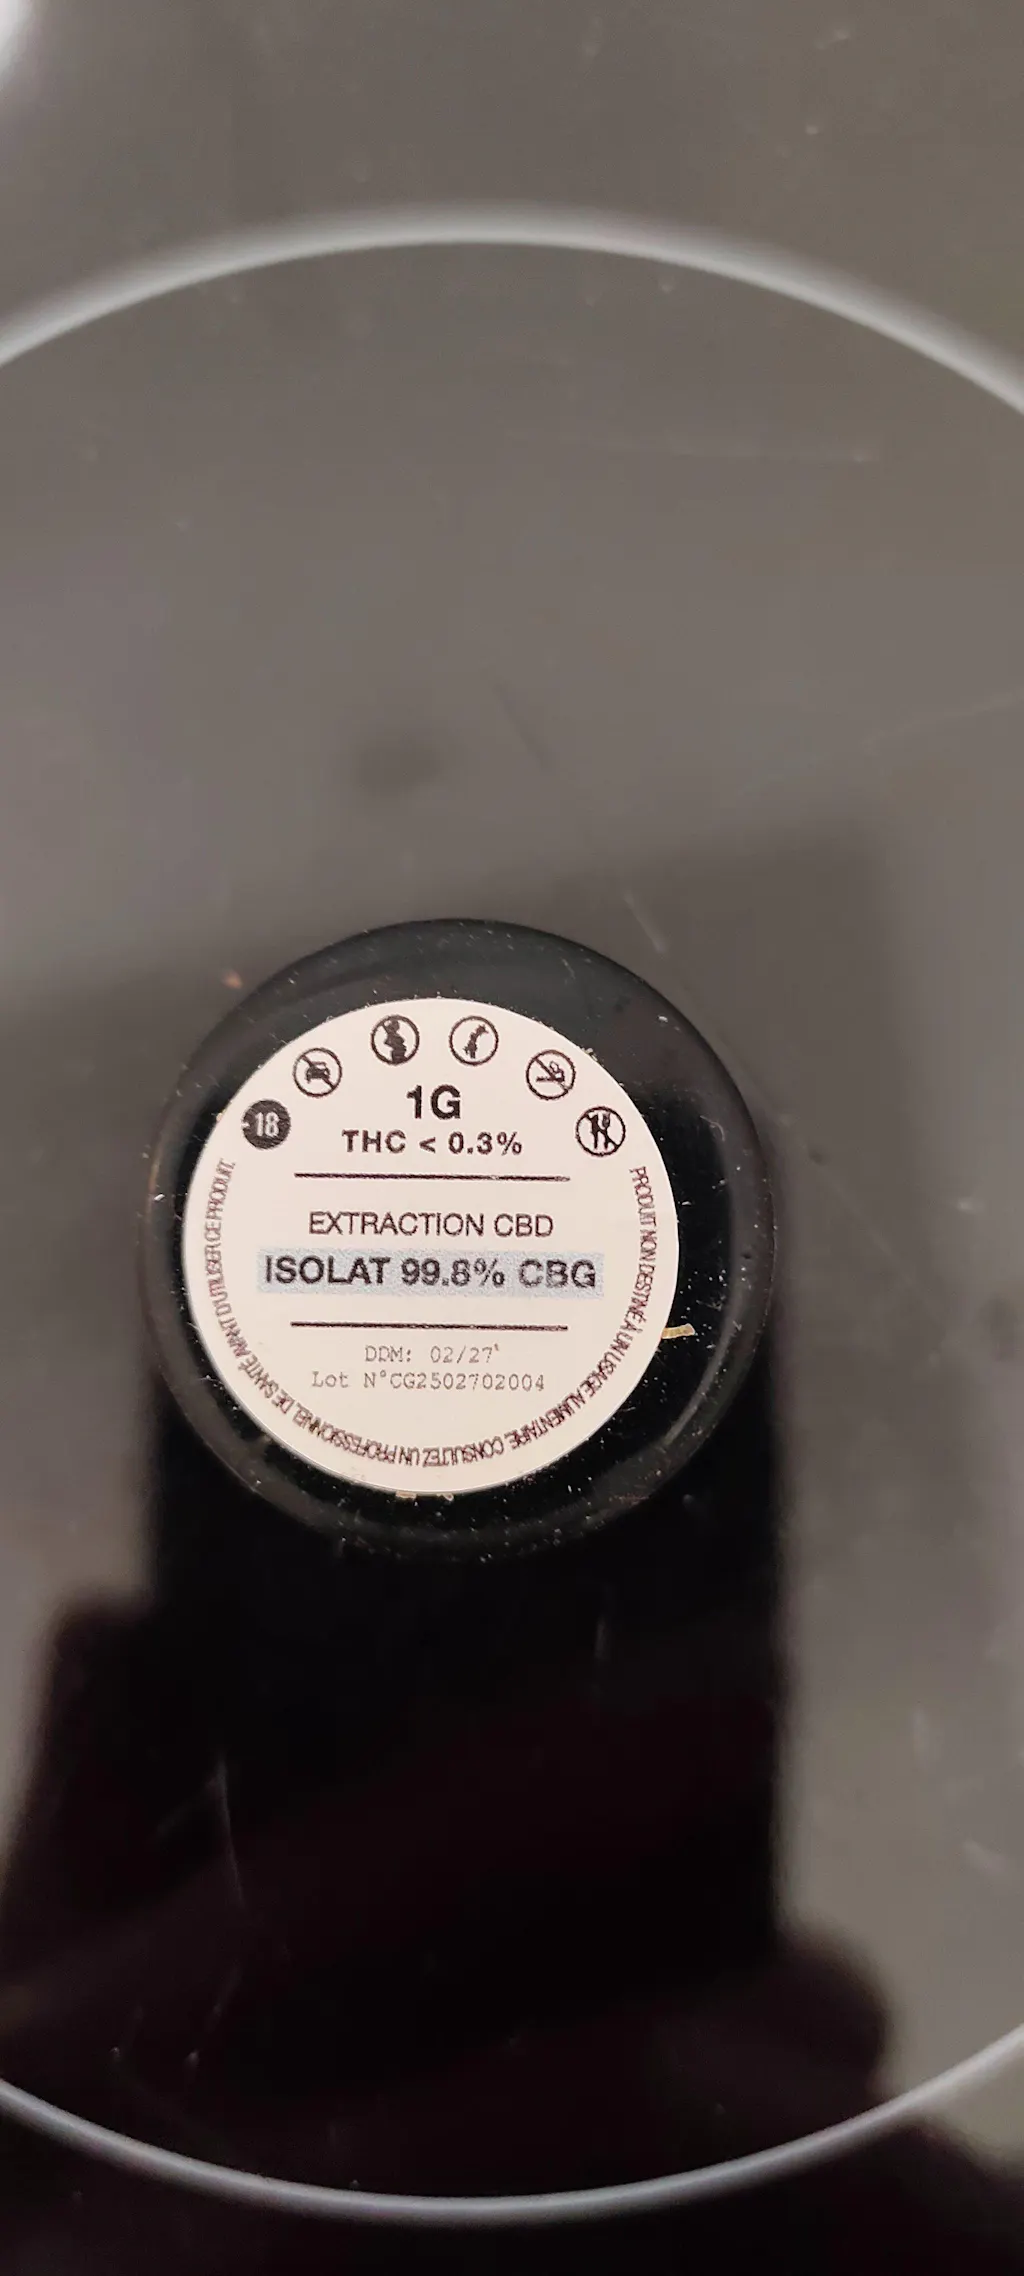 -18
1G
THC < 0.3%
EXTRACTION CBD
ISOLAT 99.8% CBG
DDM: 02/27
Lot N°CG2502702004
PRODUIT NON DESTINÉ À UN USAGE ALIMENTAIRE. CONSULTEZ UN PROFESSIONNEL DE SANTÉ AVANT D'UTILISER CE PRODUIT.